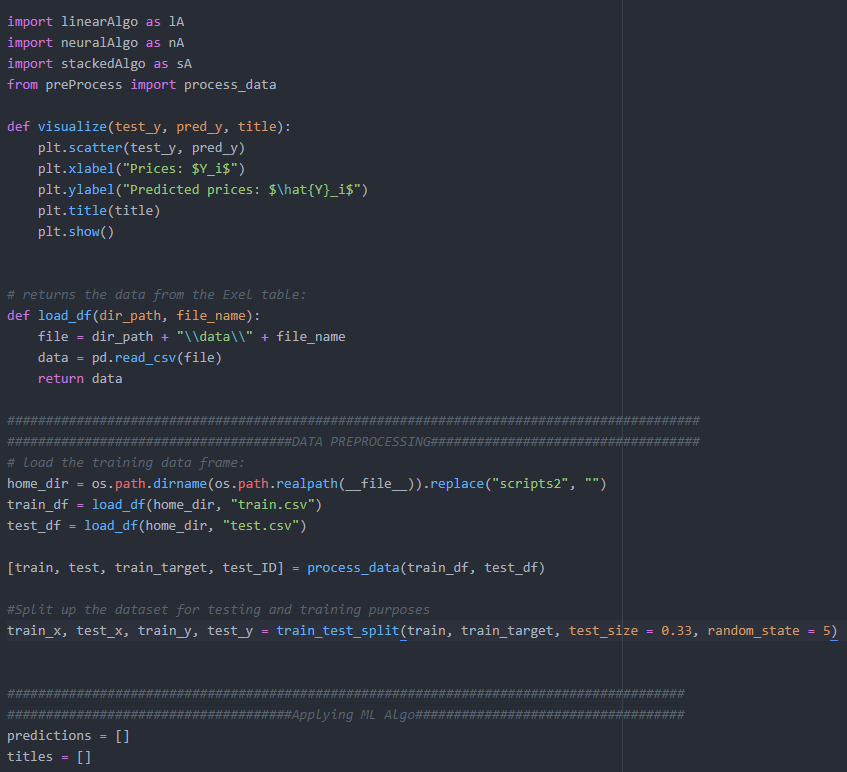 import linearAlgo as lA
import neuralAlgo as nA
import stackedAlgo as sA
from preProcess import process_data
def visualize(test_y, pred_y, title):
    plt.scatter(test_y, pred_y)
    plt.xlabel("Prices: $Y_i$")
    plt.ylabel("Predicted prices: $\hat{Y}_i$")
    plt.title(title)
    plt.show()
# returns the data from the Exel table:
def load_df(dir_path, file_name):
    file = dir_path + "\\data\\" + file_name
    data = pd.read_csv(file)
    return data
##########################################################################################
#####################################DATA PREPROCESSING###################################
# load the training data frame:
home_dir = os.path.dirname(os.path.realpath(__file__)).replace("scripts2", "")
train_df = load_df(home_dir, "train.csv")
test_df = load_df(home_dir, "test.csv")
[train, test, train_target, test_ID] = process_data(train_df, test_df)
#Split up the dataset for testing and training purposes
train_x, test_x, train_y, test_y = train_test_split(train, train_target, test_size = 0.33, random_state = 5)
########################################################################################
#####################################Applying ML Algo###################################
predictions = []
titles = []